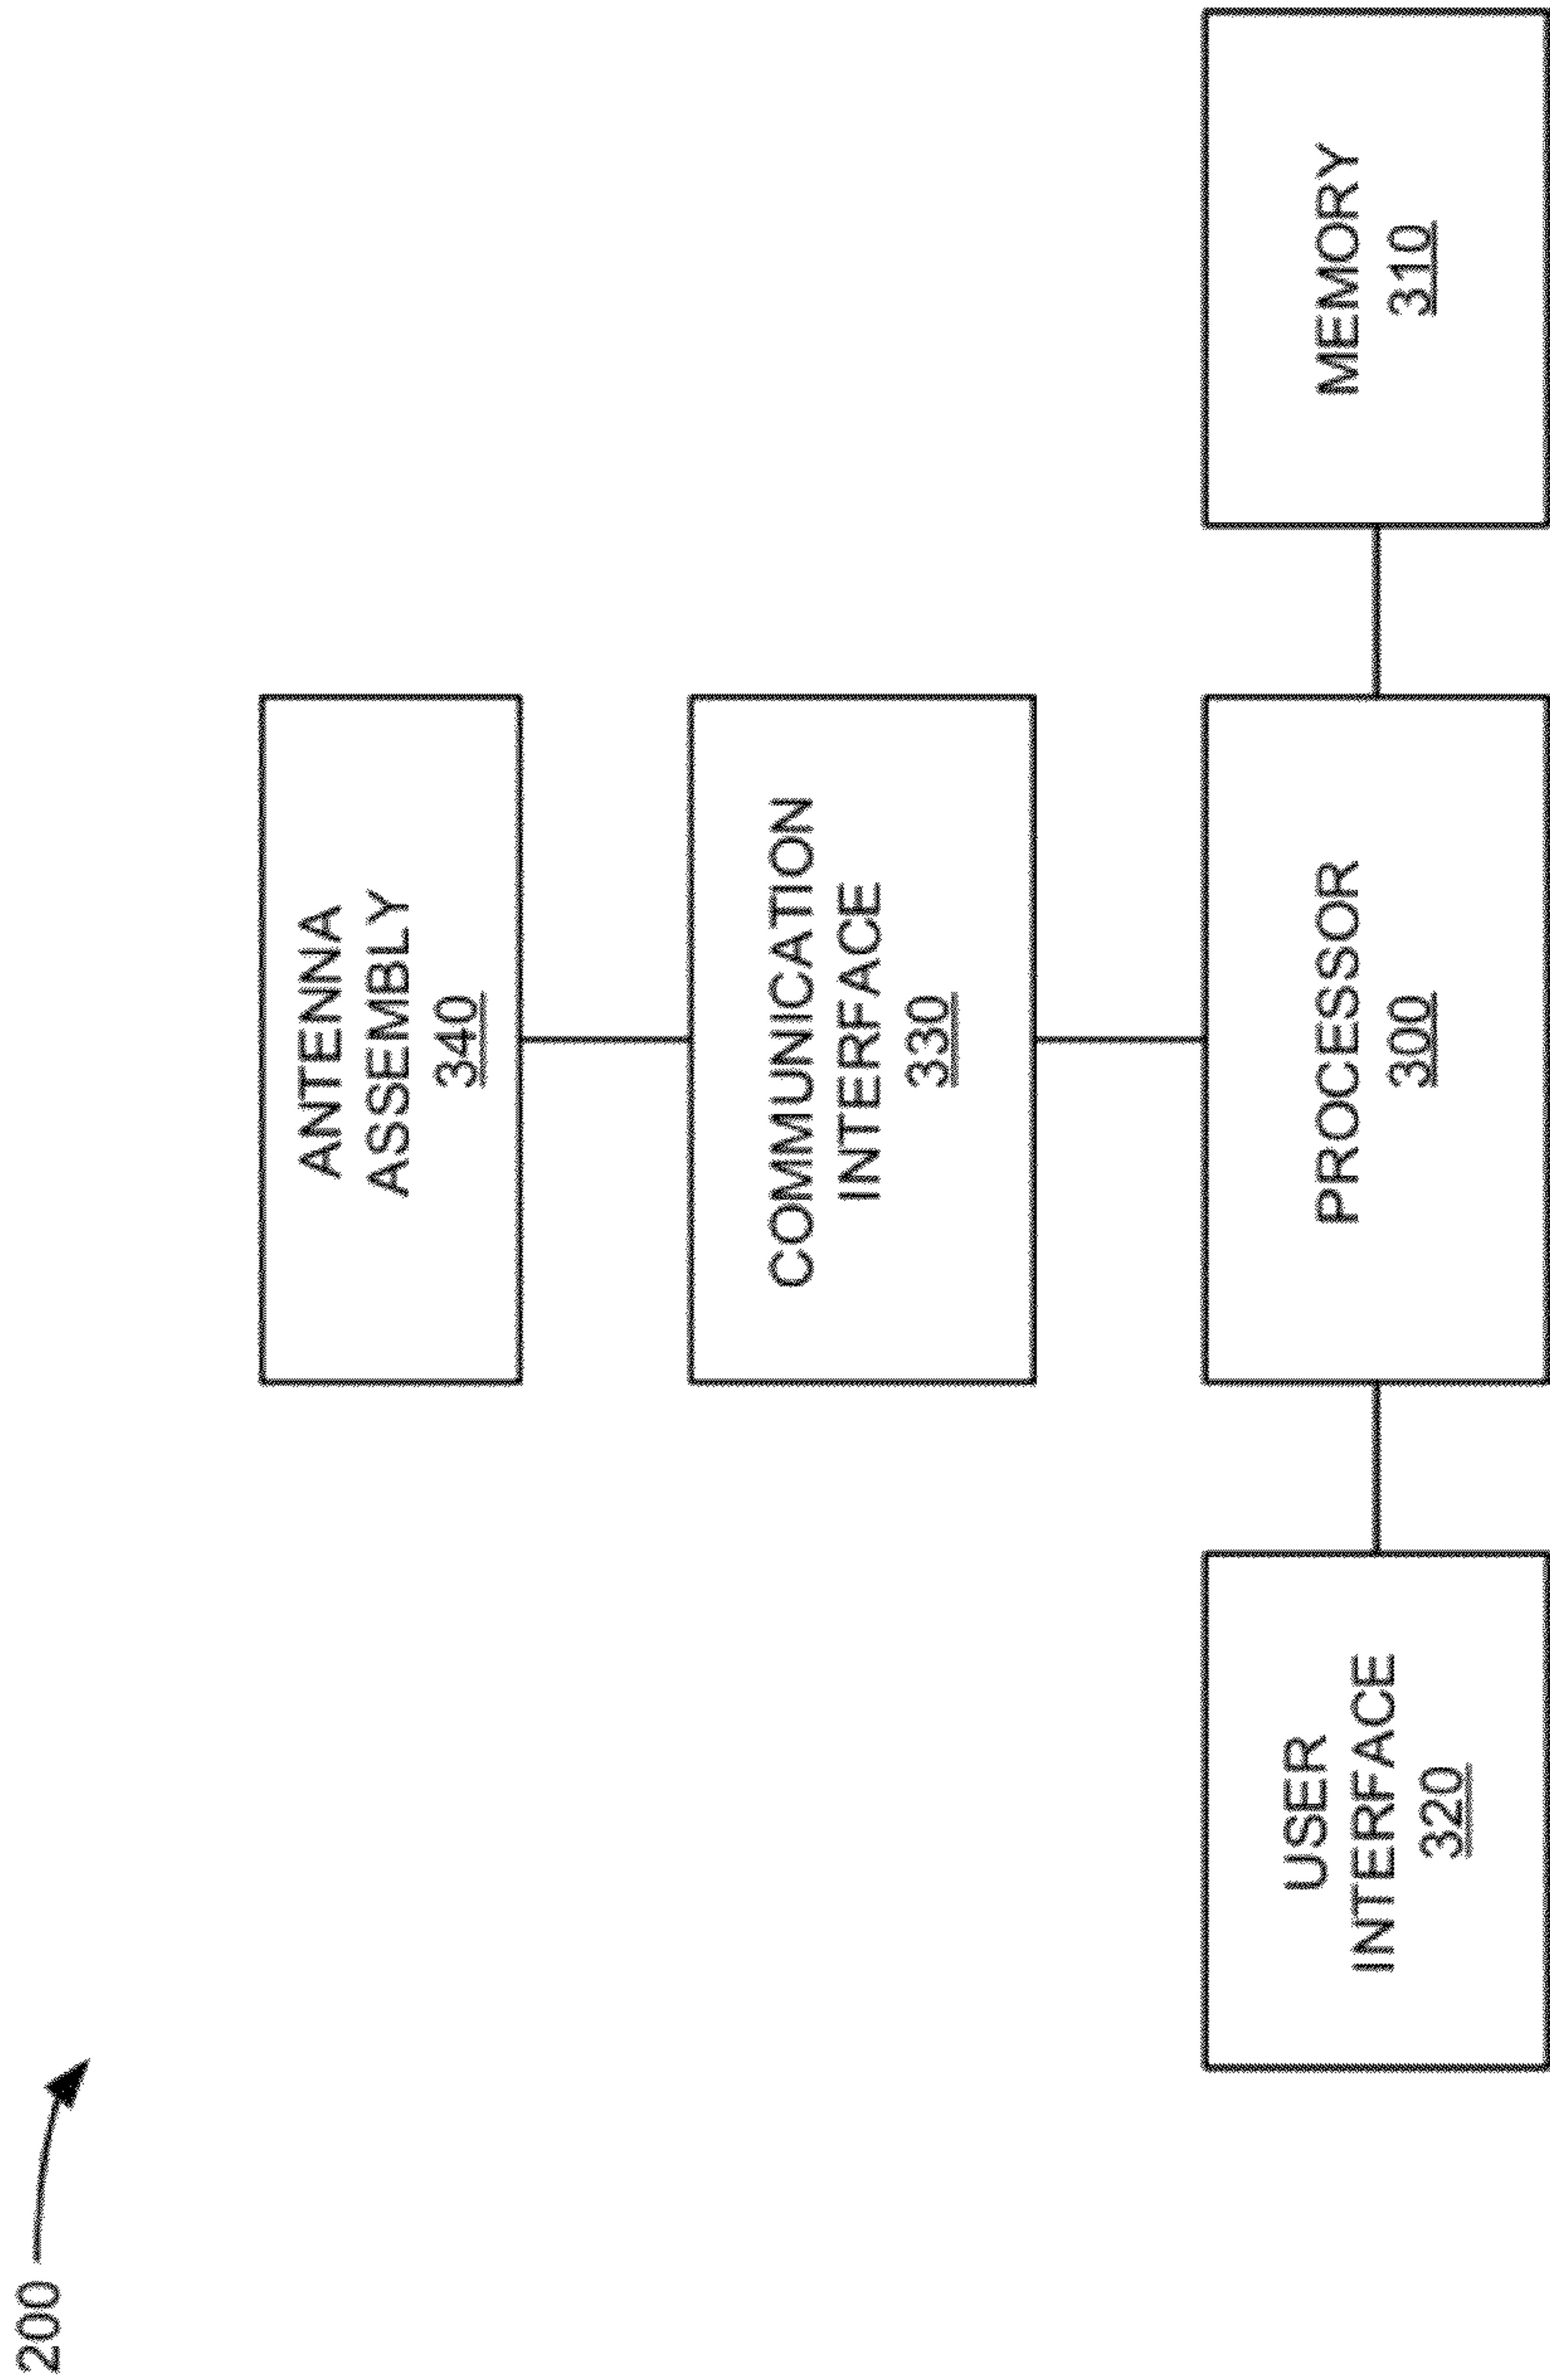 200
ANTENNA
ASSEMBLY
340
COMMUNICATION
INTERFACE
330
USER
INTERFACE
320
PROCESSOR
300
MEMORY
310